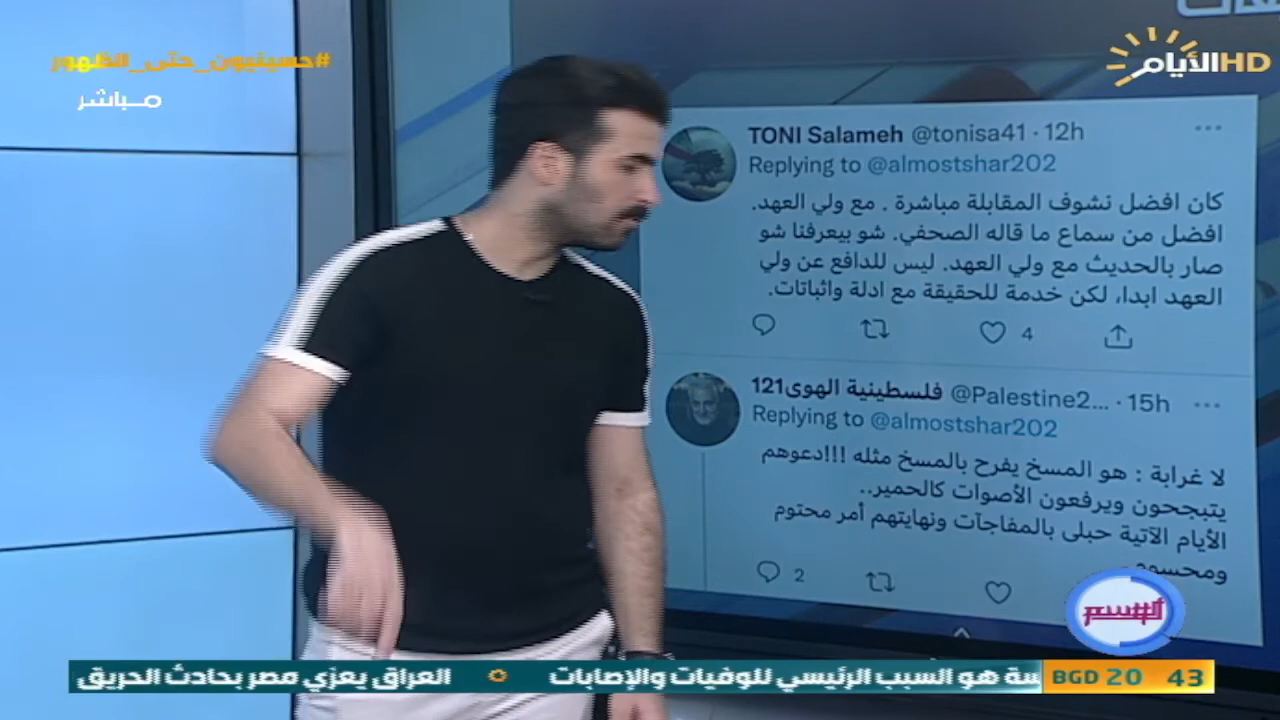 #حسينيون_حتى_الظهور
مباشر
الأيام HD
TONI Salameh @tonisa41 · 12h
Replying to @almostshar202
كان افضل نشوف المقابلة مباشرة . مع ولي العهد.
افضل من سماع ما قاله الصحفي. شو بيعرفنا شو
صار بالحديث مع ولي العهد. ليس للدافع عن ولي
العهد ابدا، لكن خدمة للحقيقة مع ادلة واثباتات.
4
فلسطينية الهوى121 @Palestine2... · 15h
Replying to @almostshar202
لا غرابة : هو المسخ يفرح بالمسخ مثله !!!دعوهم
يتبجحون ويرفعون الأصوات كالحمير..
الأيام الآتية حبلى بالمفاجآت ونهايتهم أمر محتوم
ومحسوم
2
سة هو السبب الرئيسي للوفيات والإصابات
العراق يعزي مصر بحادث الحريق
BGD 20 43